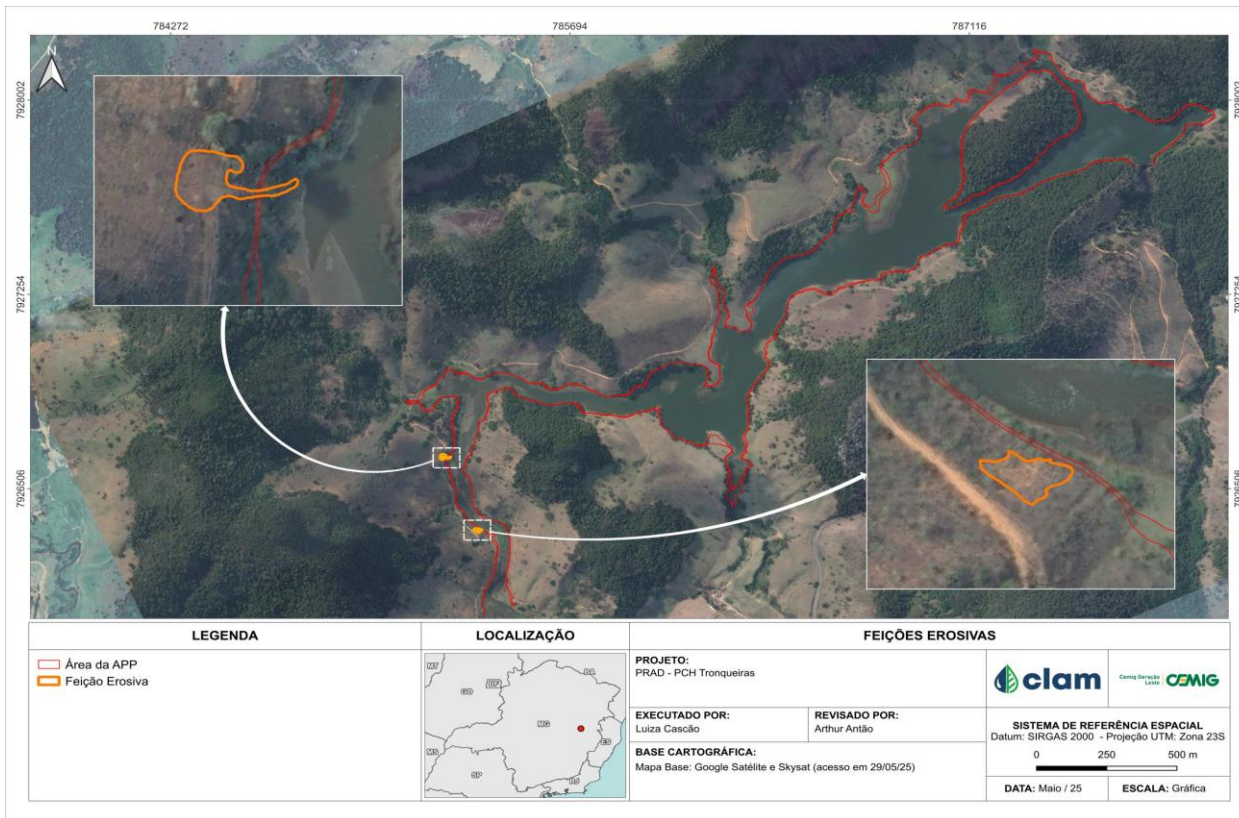 784272
785694
787116
N
7928002
7928002
7927254
7927254
7926506
7926506
LEGENDA
Área da APP
Feição Erosiva
LOCALIZAÇÃO
MT
GO
DF
BA
MG
ES
MS
SP
RJ
FEIÇÕES EROSIVAS
PROJETO:
PRAD - PCH Tronqueiras
EXECUTADO POR:
Luiza Cascão
REVISADO POR:
Arthur Antão
BASE CARTOGRÁFICA:
Mapa Base: Google Satélite e Skysat (acesso em 29/05/25)
clam
Cemig Geração
Leste
CEMIG
SISTEMA DE REFERÊNCIA ESPACIAL
Datum: SIRGAS 2000 - Projeção UTM: Zona 23S
0 250 500 m
DATA: Maio / 25
ESCALA: Gráfica